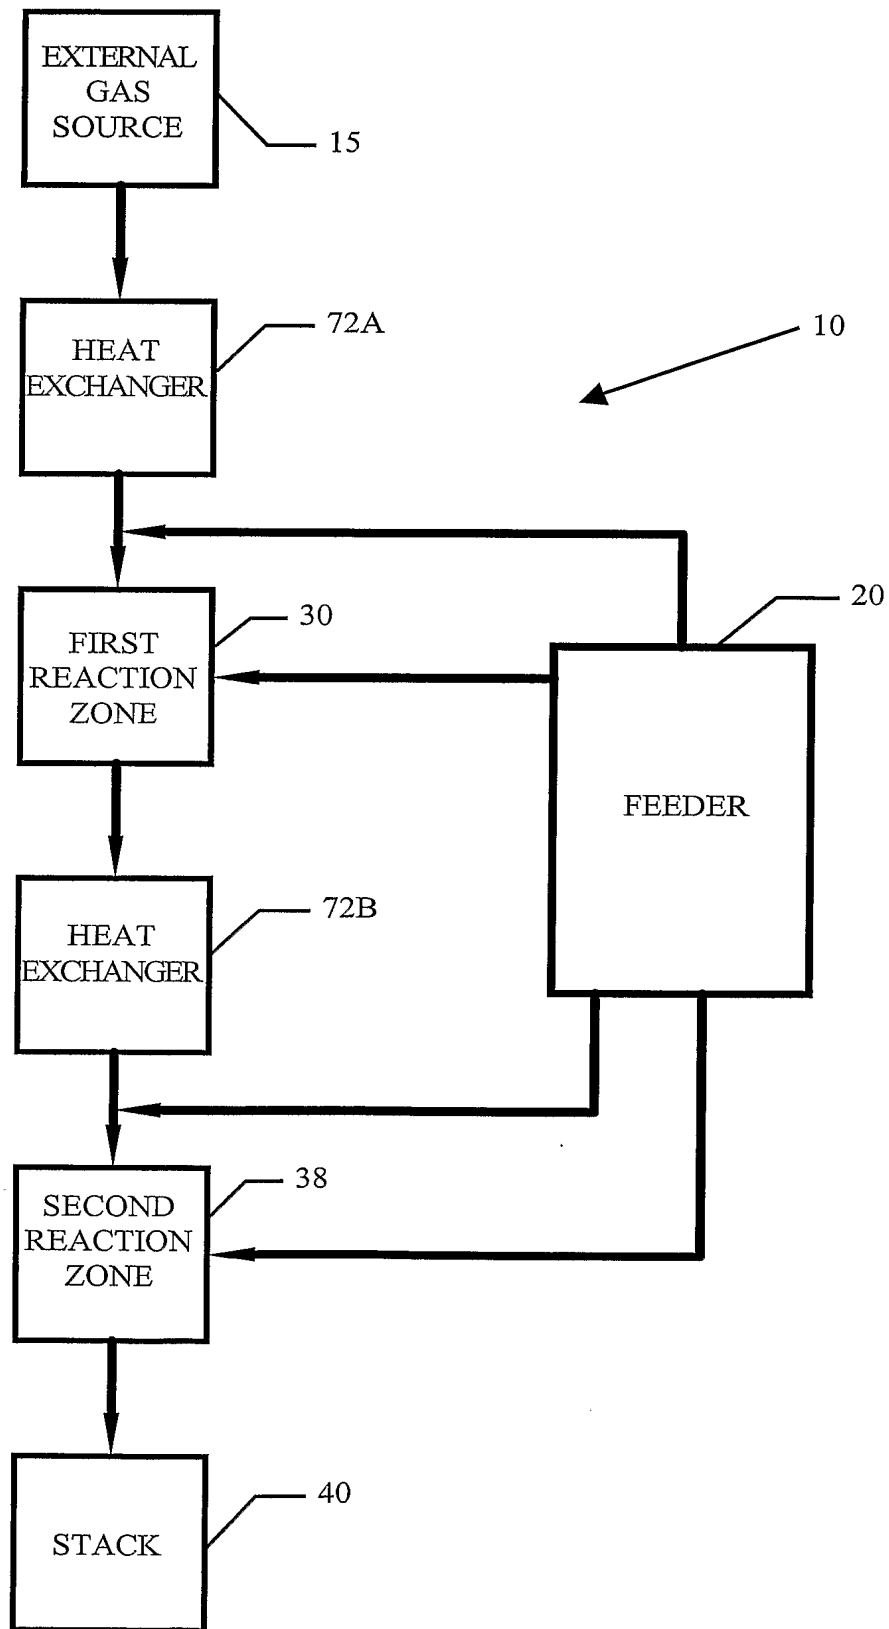 EXTERNAL
GAS
SOURCE
15
HEAT
EXCHANGER
72A
10
FIRST
REACTION
ZONE
30
20
FEEDER
HEAT
EXCHANGER
72B
SECOND
REACTION
ZONE
38
STACK
40